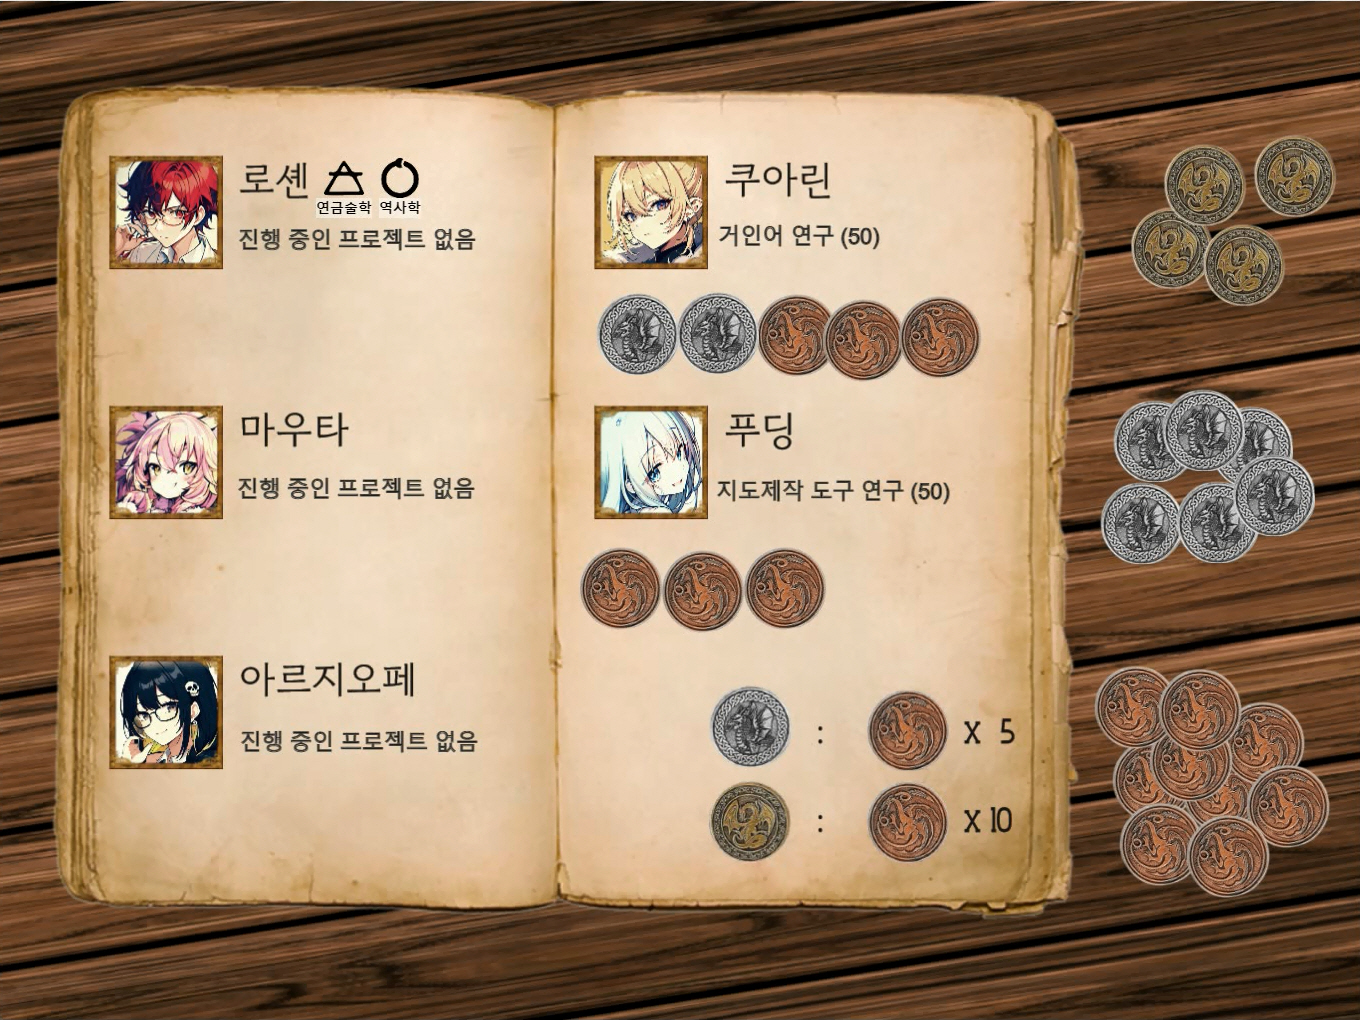 로셴
연금술학 역사학
진행 중인 프로젝트 없음
마우타
진행 중인 프로젝트 없음
아르지오페
진행 중인 프로젝트 없음
쿠아린
거인어 연구 (50)
푸딩
지도제작 도구 연구 (50)
: X 5
: X 10